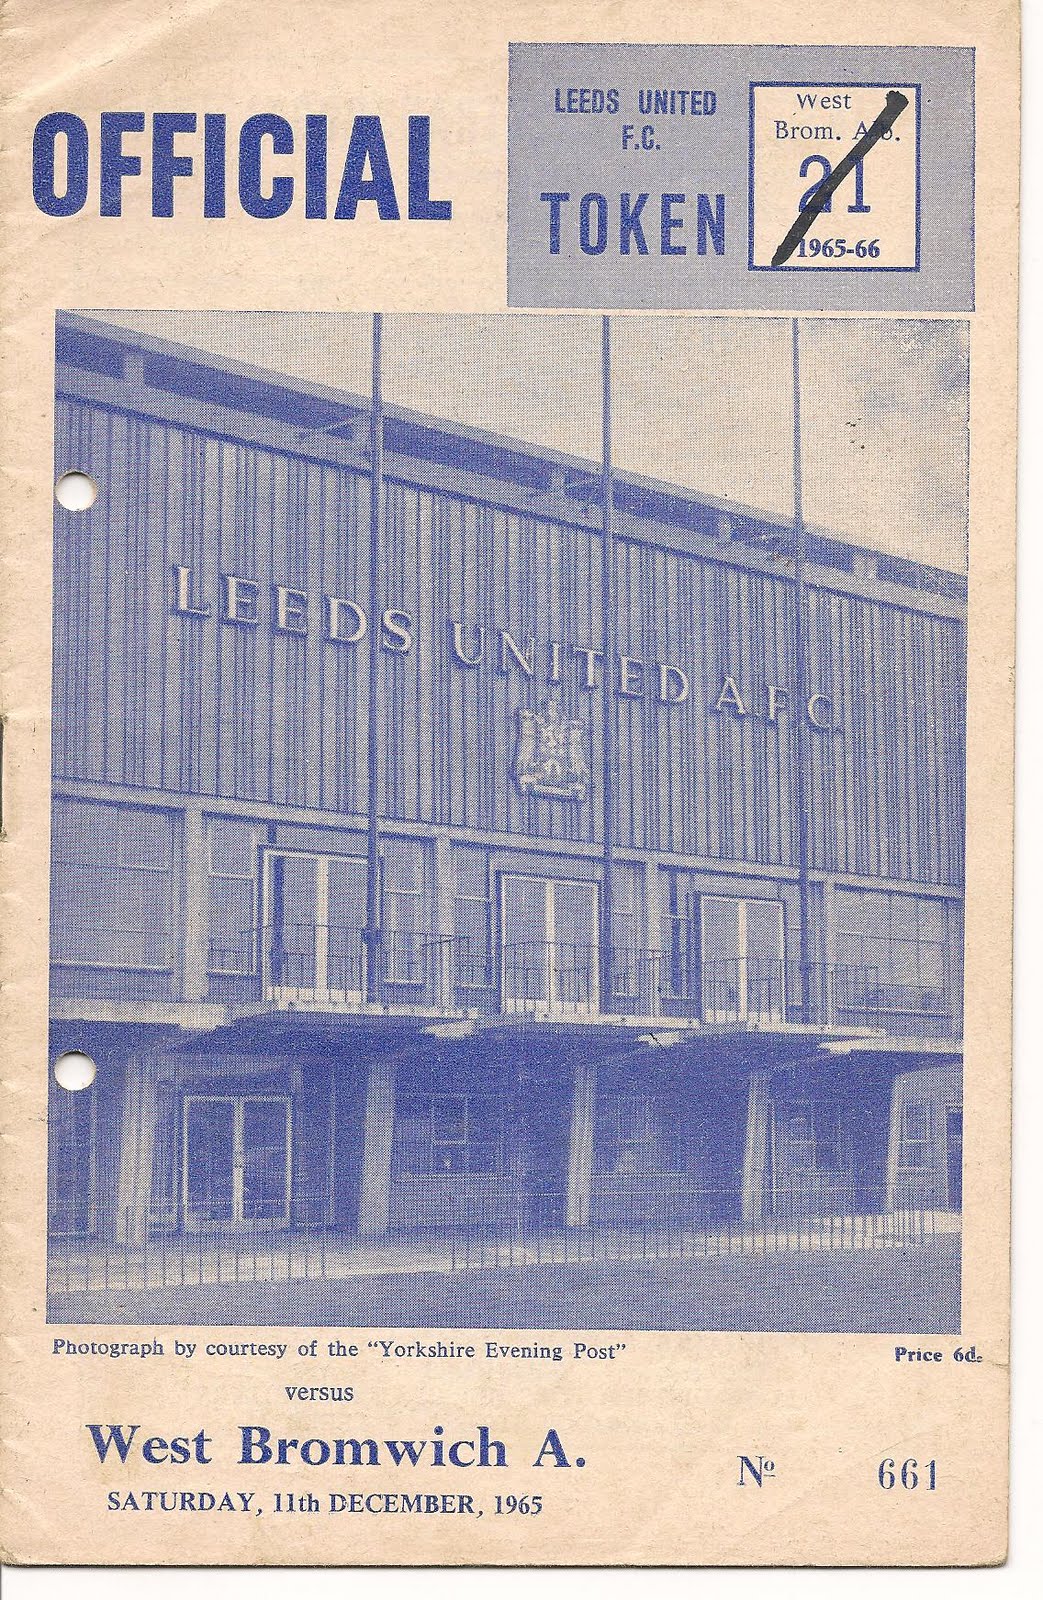 OFFICIAL
LEEDS UNITED
F.C.
TOKEN
West
Brom. Alb.
21
1965-66
LEEDS UNITED A.F.C.
Photograph by courtesy of the “Yorkshire Evening Post”
Price 6d.
versus
West Bromwich A.
SATURDAY, 11th DECEMBER, 1965
Nº 661